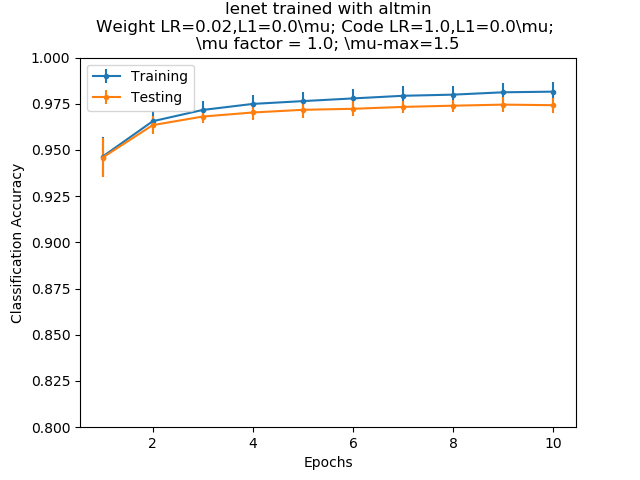 lenet trained with altmin
Weight LR=0.02,L1=0.0\mu; Code LR=1.0,L1=0.0\mu;
\mu factor = 1.0; \mu-max=1.5
Training
Testing
1.000
0.975
0.950
0.925
0.900
0.875
0.850
0.825
0.800
Classification Accuracy
2 4 6 8 10
Epochs